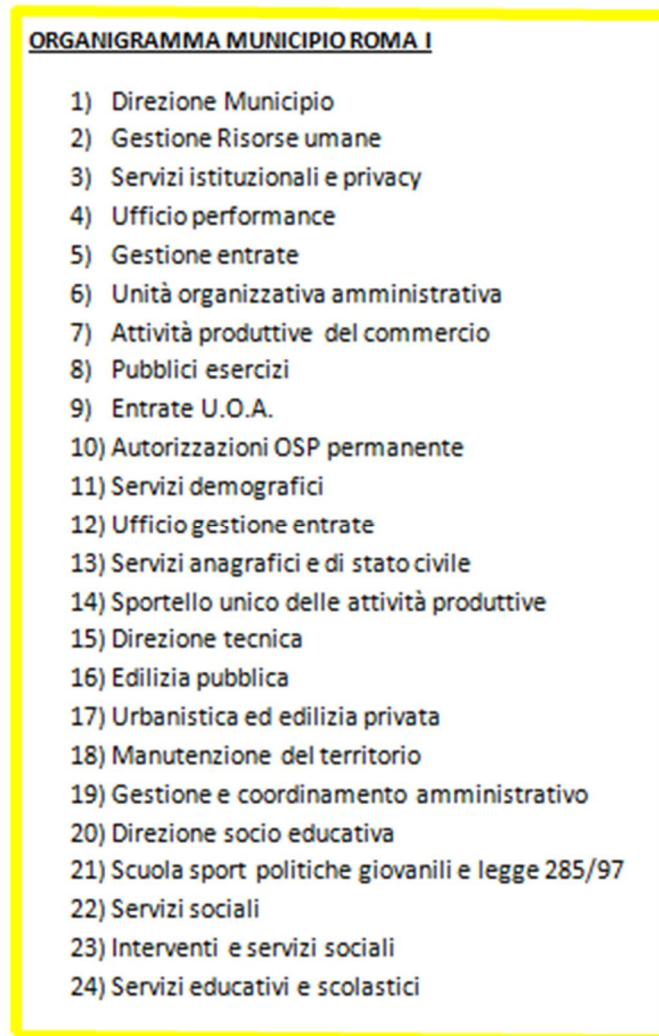 ORGANIGRAMMA MUNICIPIO ROMA I
1) Direzione Municipio
2) Gestione Risorse umane
3) Servizi istituzionali e privacy
4) Ufficio performance
5) Gestione entrate
6) Unità organizzativa amministrativa
7) Attività produttive del commercio
8) Pubblici esercizi
9) Entrate U.O.A.
10) Autorizzazioni OSP permanente
11) Servizi demografici
12) Ufficio gestione entrate
13) Servizi anagrafici e di stato civile
14) Sportello unico delle attività produttive
15) Direzione tecnica
16) Edilizia pubblica
17) Urbanistica ed edilizia privata
18) Manutenzione del territorio
19) Gestione e coordinamento amministrativo
20) Direzione socio educativa
21) Scuola sport politiche giovanili e legge 285/97
22) Servizi sociali
23) Interventi e servizi sociali
24) Servizi educativi e scolastici